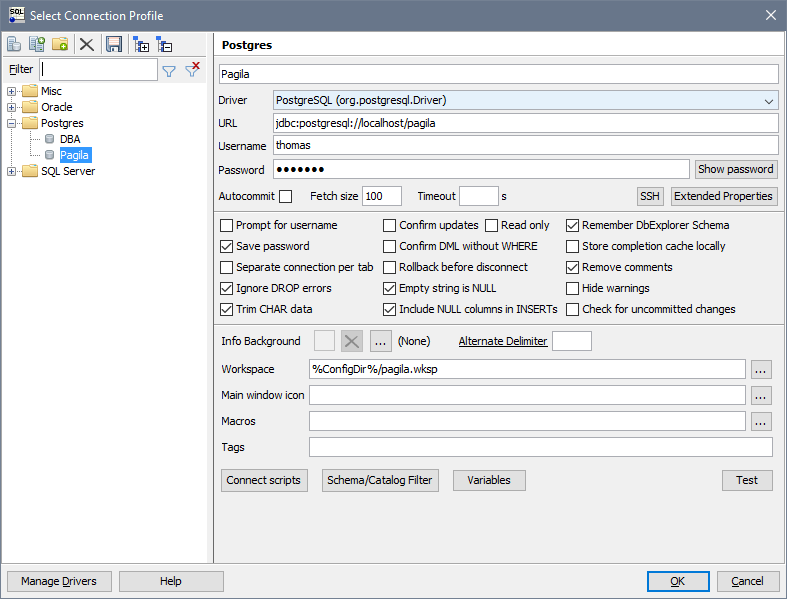 SQL Select Connection Profile
Filter
Misc
Oracle
Postgres
DBA
Pagila
SQL Server
Postgres
Pagila
Driver PostgreSQL (org.postgresql.Driver)
URL jdbc:postgresql://localhost/pagila
Username thomas
Password ●●●●●●● Show password
Autocommit Fetch size 100 Timeout s SSH Extended Properties
Prompt for username Confirm updates Read only Remember DbExplorer Schema
Save password Confirm DML without WHERE Store completion cache locally
Separate connection per tab Rollback before disconnect Remove comments
Ignore DROP errors Empty string is NULL Hide warnings
Trim CHAR data Include NULL columns in INSERTs Check for uncommitted changes
Info Background ... (None) Alternate Delimiter
Workspace %ConfigDir%/pagila.wksp ...
Main window icon ...
Macros ...
Tags
Connect scripts Schema/Catalog Filter Variables Test
Manage Drivers Help OK Cancel